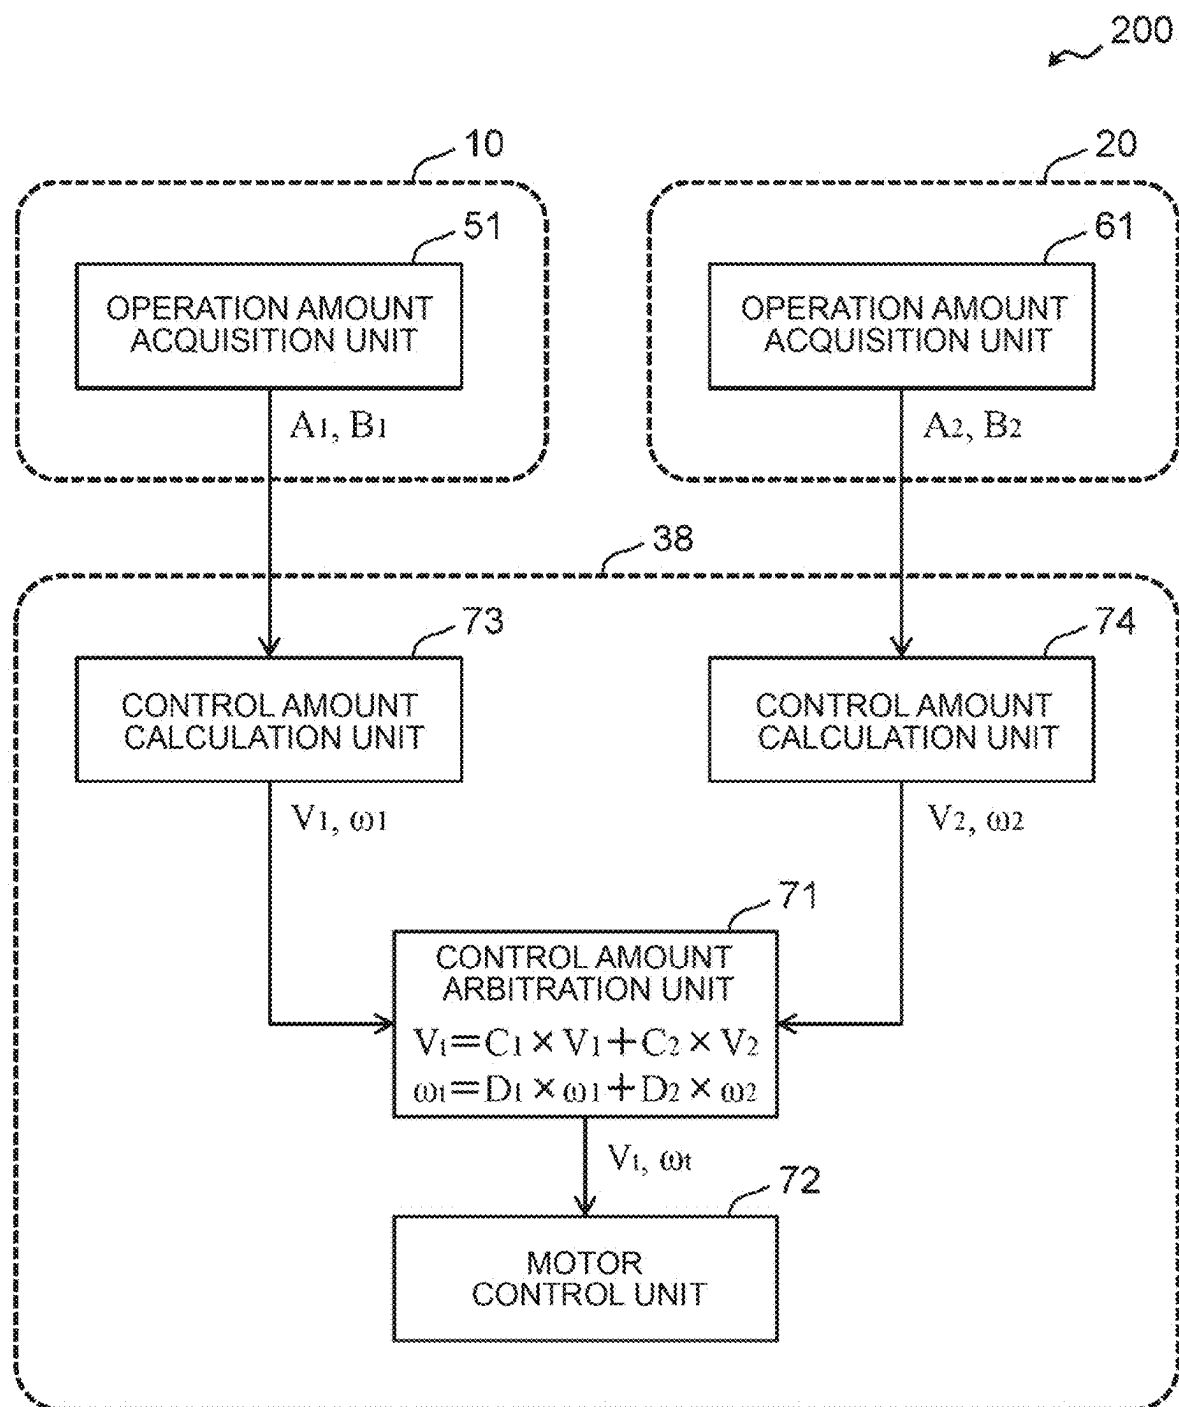 200
10
20
51
61
OPERATION AMOUNT
ACQUISITION UNIT
OPERATION AMOUNT
ACQUISITION UNIT
A1, B1
A2, B2
38
73
74
CONTROL AMOUNT
CALCULATION UNIT
CONTROL AMOUNT
CALCULATION UNIT
V1, ω1
V2, ω2
71
CONTROL AMOUNT
ARBITRATION UNIT
Vt=C1×V1+C2×V2
ωt=D1×ω1+D2×ω2
Vt, ωt
72
MOTOR
CONTROL UNIT